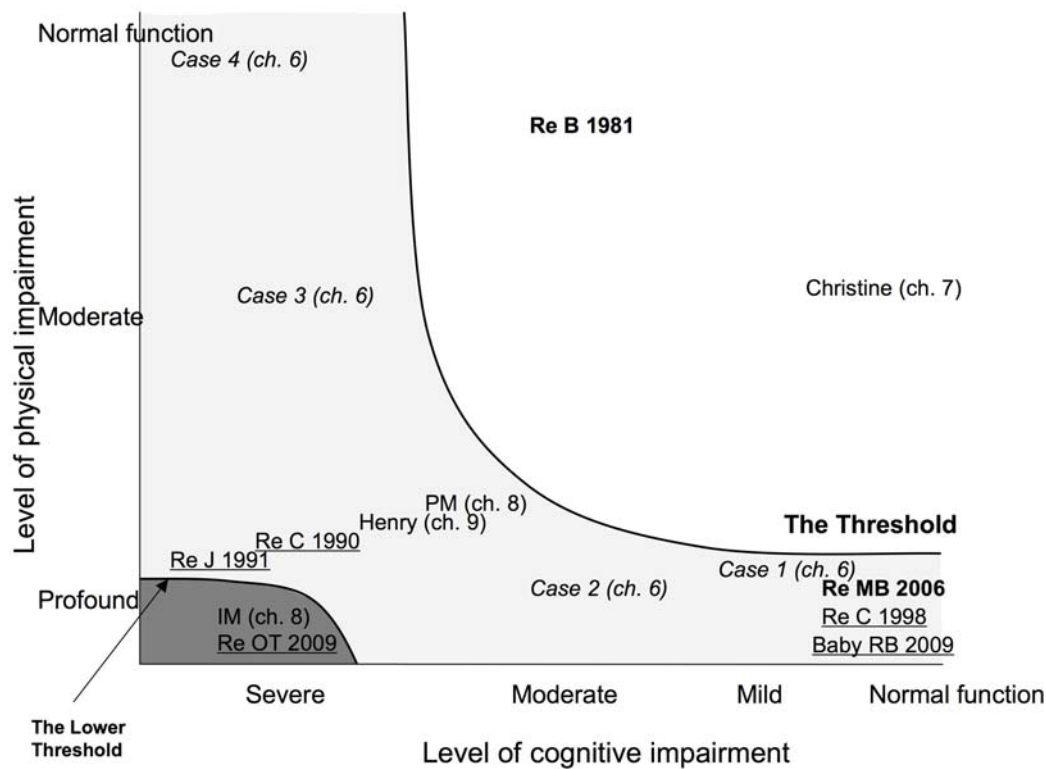 Normal function
Case 4 (ch. 6)
Re B 1981
Level of physical impairment
Christine (ch. 7)
Case 3 (ch. 6)
Moderate
PM (ch. 8)
Henry (ch. 9)
The Threshold
Re C 1990
Re J 1991
Case 1 (ch. 6)
Case 2 (ch. 6)
Re MB 2006
Profound
IM (ch. 8)
Re C 1998
Re OT 2009
Baby RB 2009
Severe
Moderate
Mild
Normal function
The Lower
Threshold
Level of cognitive impairment